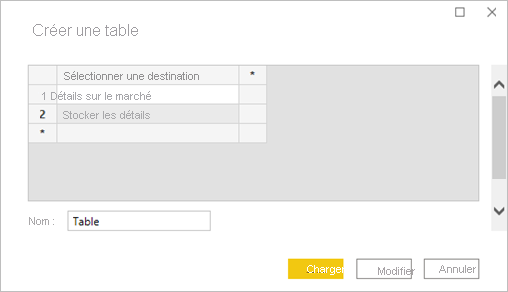 Créer une table
Sélectionner une destination *
1 Détails sur le marché
2 Stocker les détails
*
Nom : Table
Charger Modifier Annuler